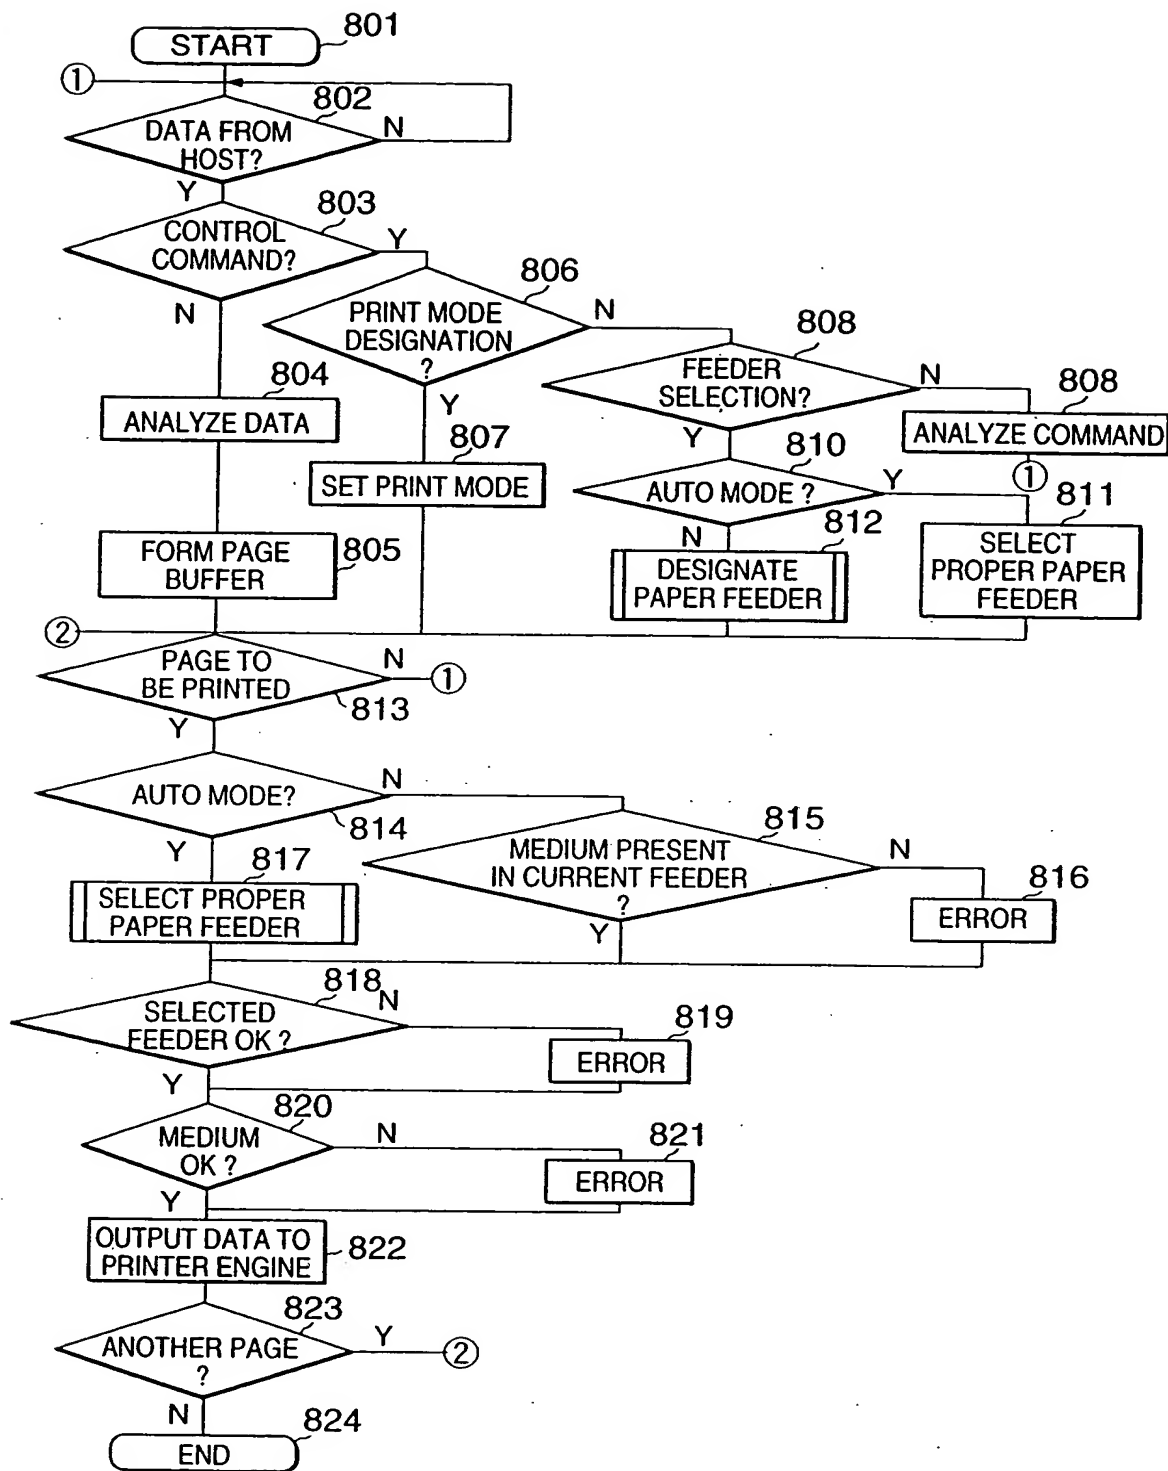 START
801
①
802
DATA FROM
HOST?
N
Y
803
CONTROL
COMMAND?
Y
N
806
PRINT MODE
DESIGNATION
?
N
Y
808
FEEDER
SELECTION?
N
Y
804
ANALYZE DATA
807
SET PRINT MODE
808
ANALYZE COMMAND
①
810
AUTO MODE ?
Y
N
811
SELECT
PROPER PAPER
FEEDER
812
DESIGNATE
PAPER FEEDER
FORM PAGE
BUFFER
805
②
PAGE TO
BE PRINTED
N
①
813
Y
AUTO MODE?
N
814
Y
815
MEDIUM PRESENT
IN CURRENT FEEDER
?
N
Y
816
ERROR
817
SELECT PROPER
PAPER FEEDER
818
SELECTED
FEEDER OK ?
N
Y
819
ERROR
820
MEDIUM
OK ?
N
Y
821
ERROR
OUTPUT DATA TO
PRINTER ENGINE
822
823
ANOTHER PAGE
?
Y
②
N
824
END